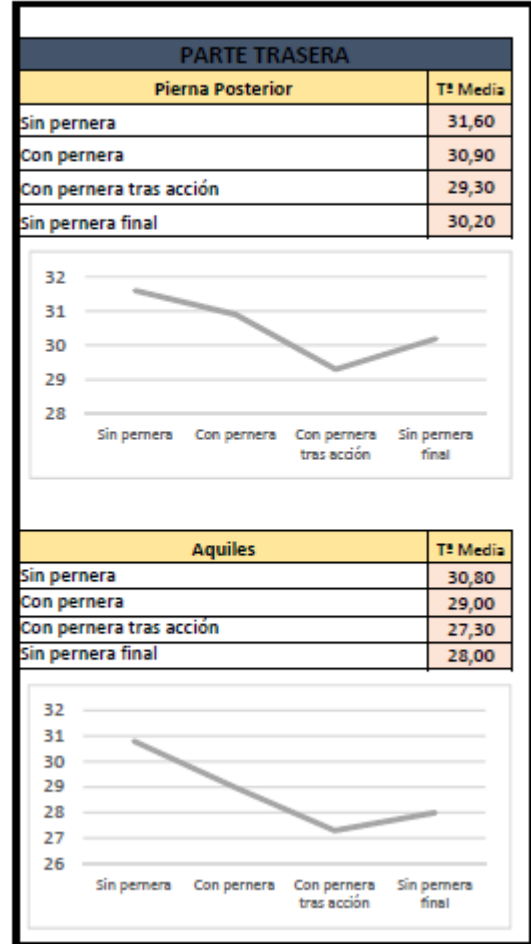 PARTE TRASERA
Pierna Posterior Tª Media
Sin pernera 31,60
Con pernera 30,90
Con pernera tras acción 29,30
Sin pernera final 30,20
32
31
30
29
28
Sin pernera Con pernera Con pernera Sin pernera
tras acción final
Aquiles Tª Media
Sin pernera 30,80
Con pernera 29,00
Con pernera tras acción 27,30
Sin pernera final 28,00
32
31
30
29
28
27
26
Sin pernera Con pernera Con pernera Sin pernera
tras acción final